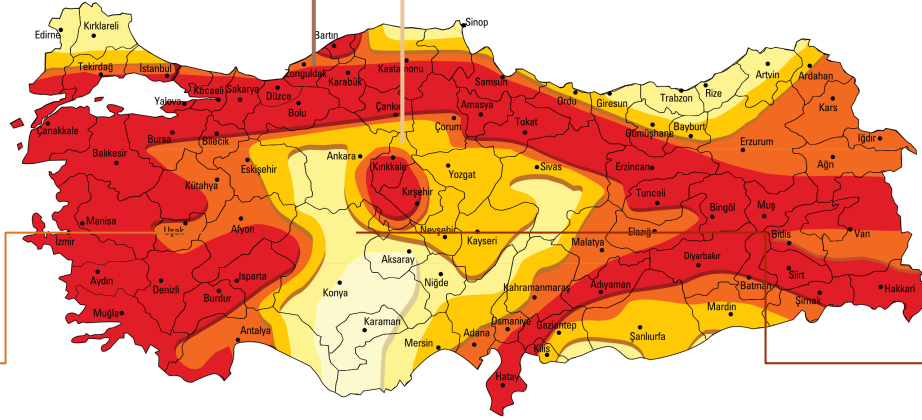 Sinop
Kırklareli
Edirne
Bartın
Tekirdağ
İstanbul
Zonguldak
Kastamonu
Karabük
Samsun
Artvin
Ardahan
Rize
Trabzon
Kocaeli
Sakarya
Düzce
Yalova
Ordu
Giresun
Kars
Bolu
Çankırı
Amasya
Çanakkale
Bursa
Bilecik
Çorum
Tokat
Gümüşhane
Bayburt
Iğdır
Erzurum
Balıkesir
Ankara
Eskişehir
Kırıkkale
Yozgat
Sivas
Erzincan
Ağrı
Kütahya
Kırşehir
Tunceli
Manisa
Uşak
Afyon
Bingöl
Muş
Nevşehir
Kayseri
Elazığ
Bitlis
Van
İzmir
Malatya
Aksaray
Diyarbakır
Aydın
Denizli
Isparta
Burdur
Konya
Niğde
Kahramanmaraş
Adıyaman
Batman
Siirt
Şırnak
Hakkari
Muğla
Antalya
Karaman
Mersin
Adana
Osmaniye
Gaziantep
Mardin
Şanlıurfa
Kilis
Hatay